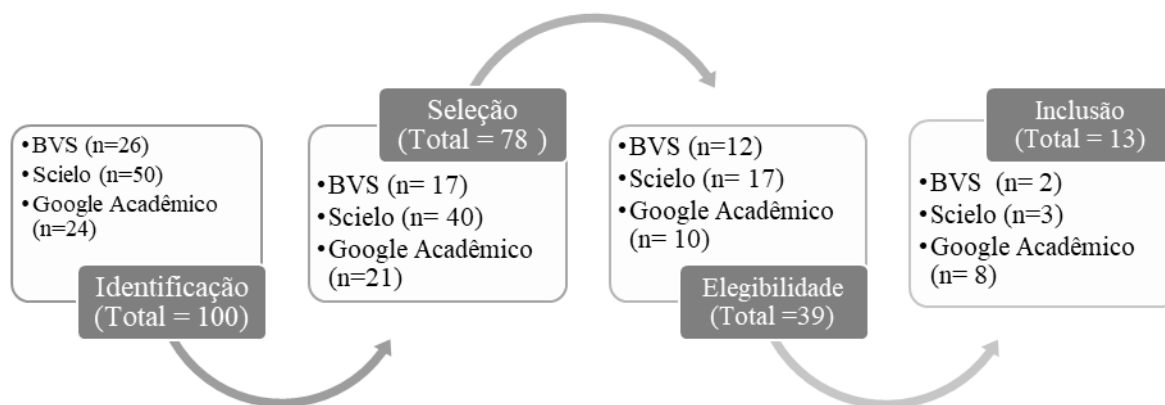 •BVS (n=26)
•Scielo (n=50)
•Google Acadêmico
(n=24)
Identificação
(Total = 100)
Seleção
(Total = 78 )
•BVS (n= 17)
•Scielo (n= 40)
•Google Acadêmico
(n=21)
•BVS (n=12)
•Scielo (n= 17)
•Google Acadêmico
(n= 10)
Elegibilidade
(Total =39)
Inclusão
(Total = 13)
•BVS (n= 2)
•Scielo (n=3)
•Google Acadêmico
(n= 8)